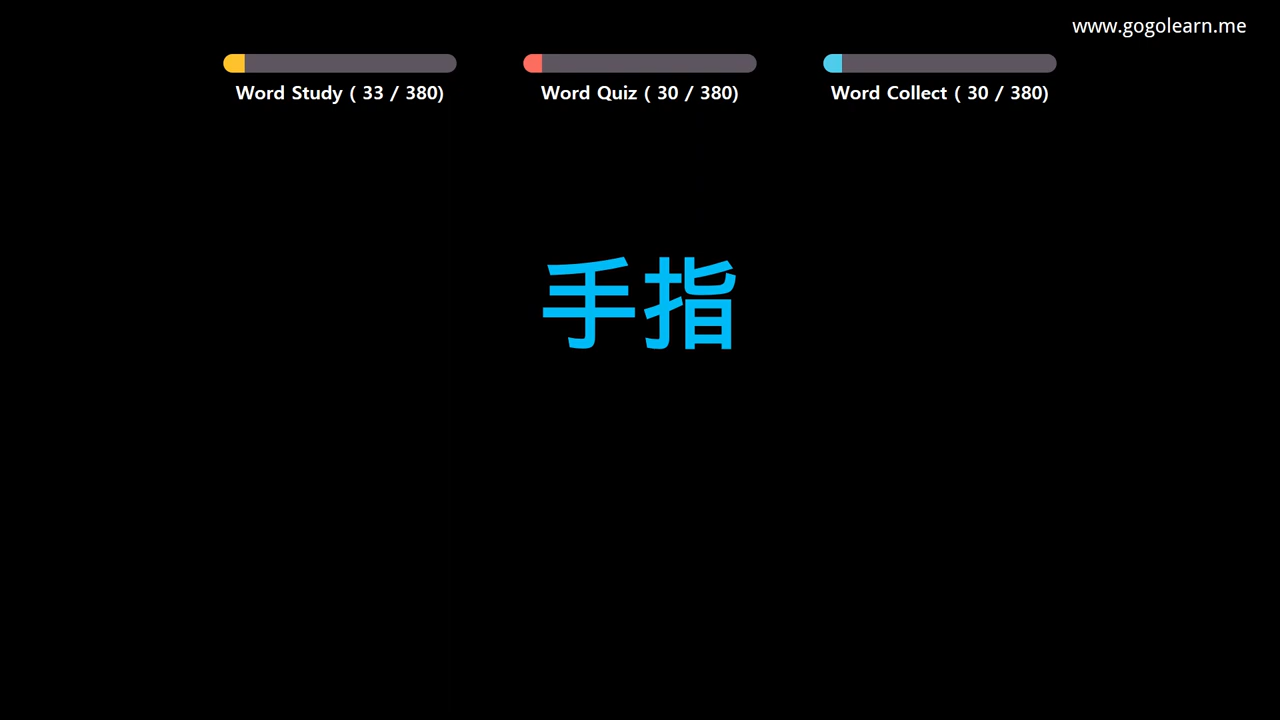 www.gogolearn.me
Word Study ( 33 / 380)
Word Quiz ( 30 / 380)
Word Collect ( 30 / 380)
手指